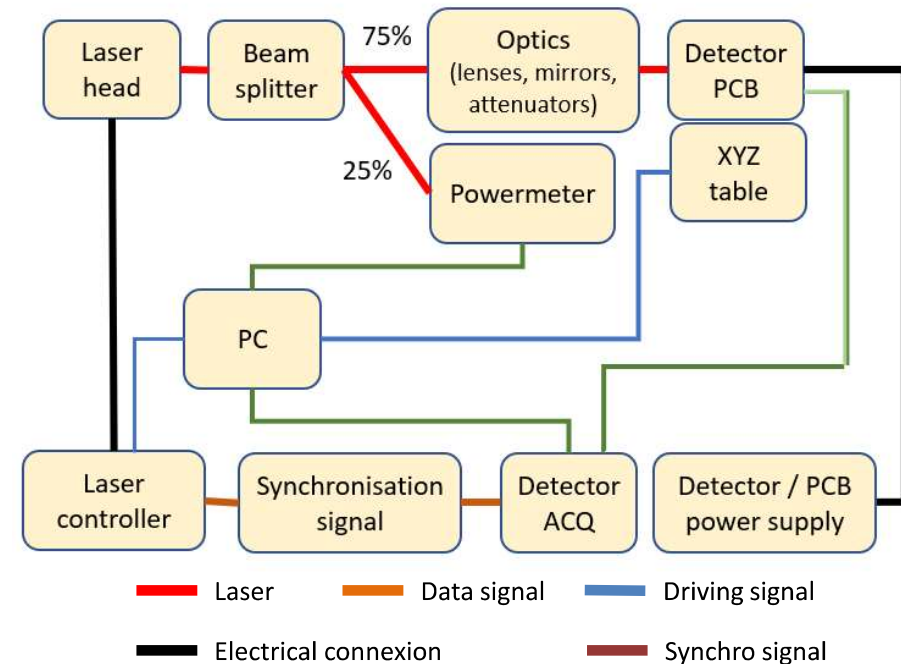 Laser
head
Beam
splitter
75%
Optics
(lenses, mirrors,
attenuators)
Detector
PCB
25%
Powermeter
XYZ
table
PC
Laser
controller
Synchronisation
signal
Detector
ACQ
Detector / PCB
power supply
Laser
Data signal
Driving signal
Electrical connexion
Synchro signal